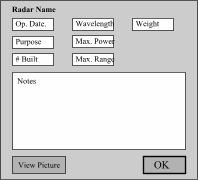 Radar Name
Op. Date. Wavelength Weight
Purpose Max. Power
# Built Max. Range
Notes
View Picture OK